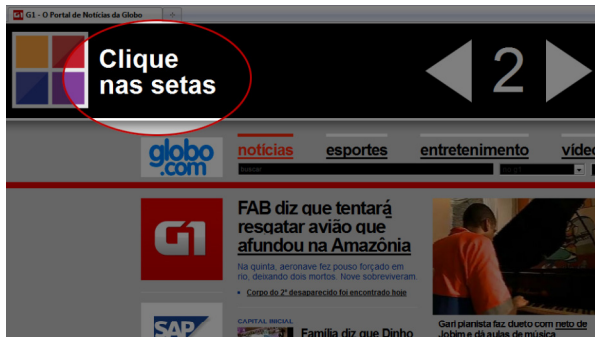 G1 - O Portal de Notícias da Globo
Clique
nas setas
2
globo
.com
notícias esportes entretenimento
buscar
G1
FAB diz que tentará
resgatar avião que
afundou na Amazônia
Na quinta, aeronave fez pouso forçado em
rio, deixando dois mortos. Nove sobreviveram.
• Corpo do 2º desaparecido foi encontrado hoje
SAP
CAPITAL INICIAL
Família diz que Dinho
Gari pianista faz dueto com neto de
Jobim e dá aulas de música